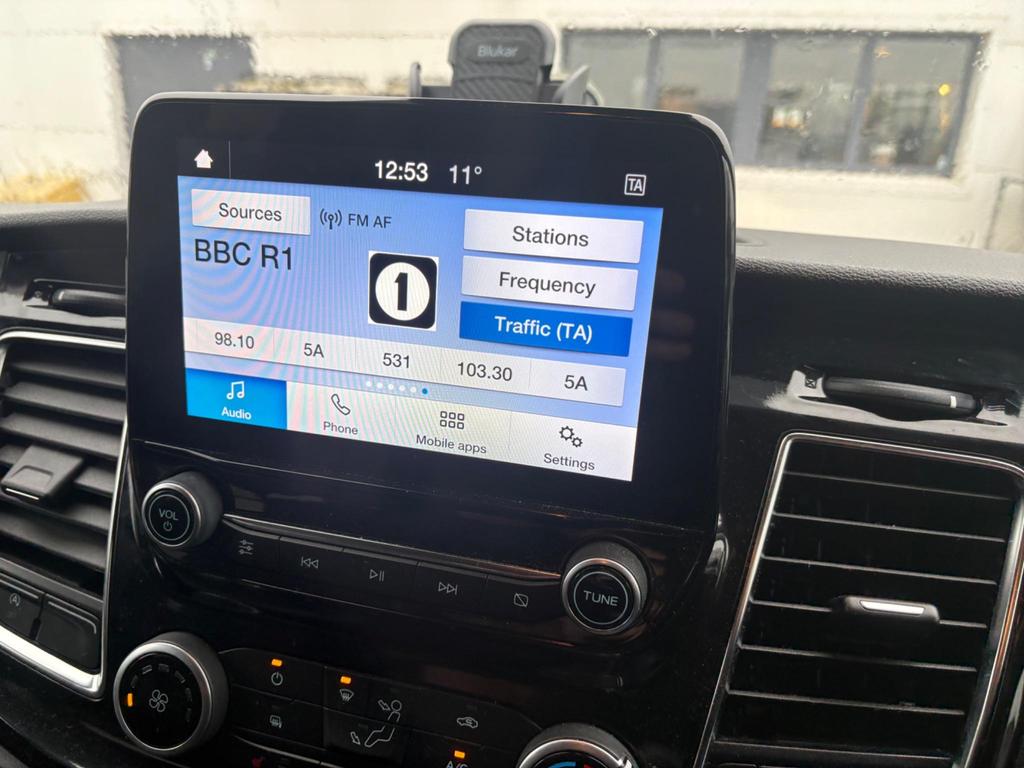 Blukar
12:53 11°
TA
Sources FM AF
Stations
BBC R1
1
Frequency
Traffic (TA)
98.10 5A 531 103.30 5A
Audio Phone Mobile apps Settings
VOL
TUNE
A/C